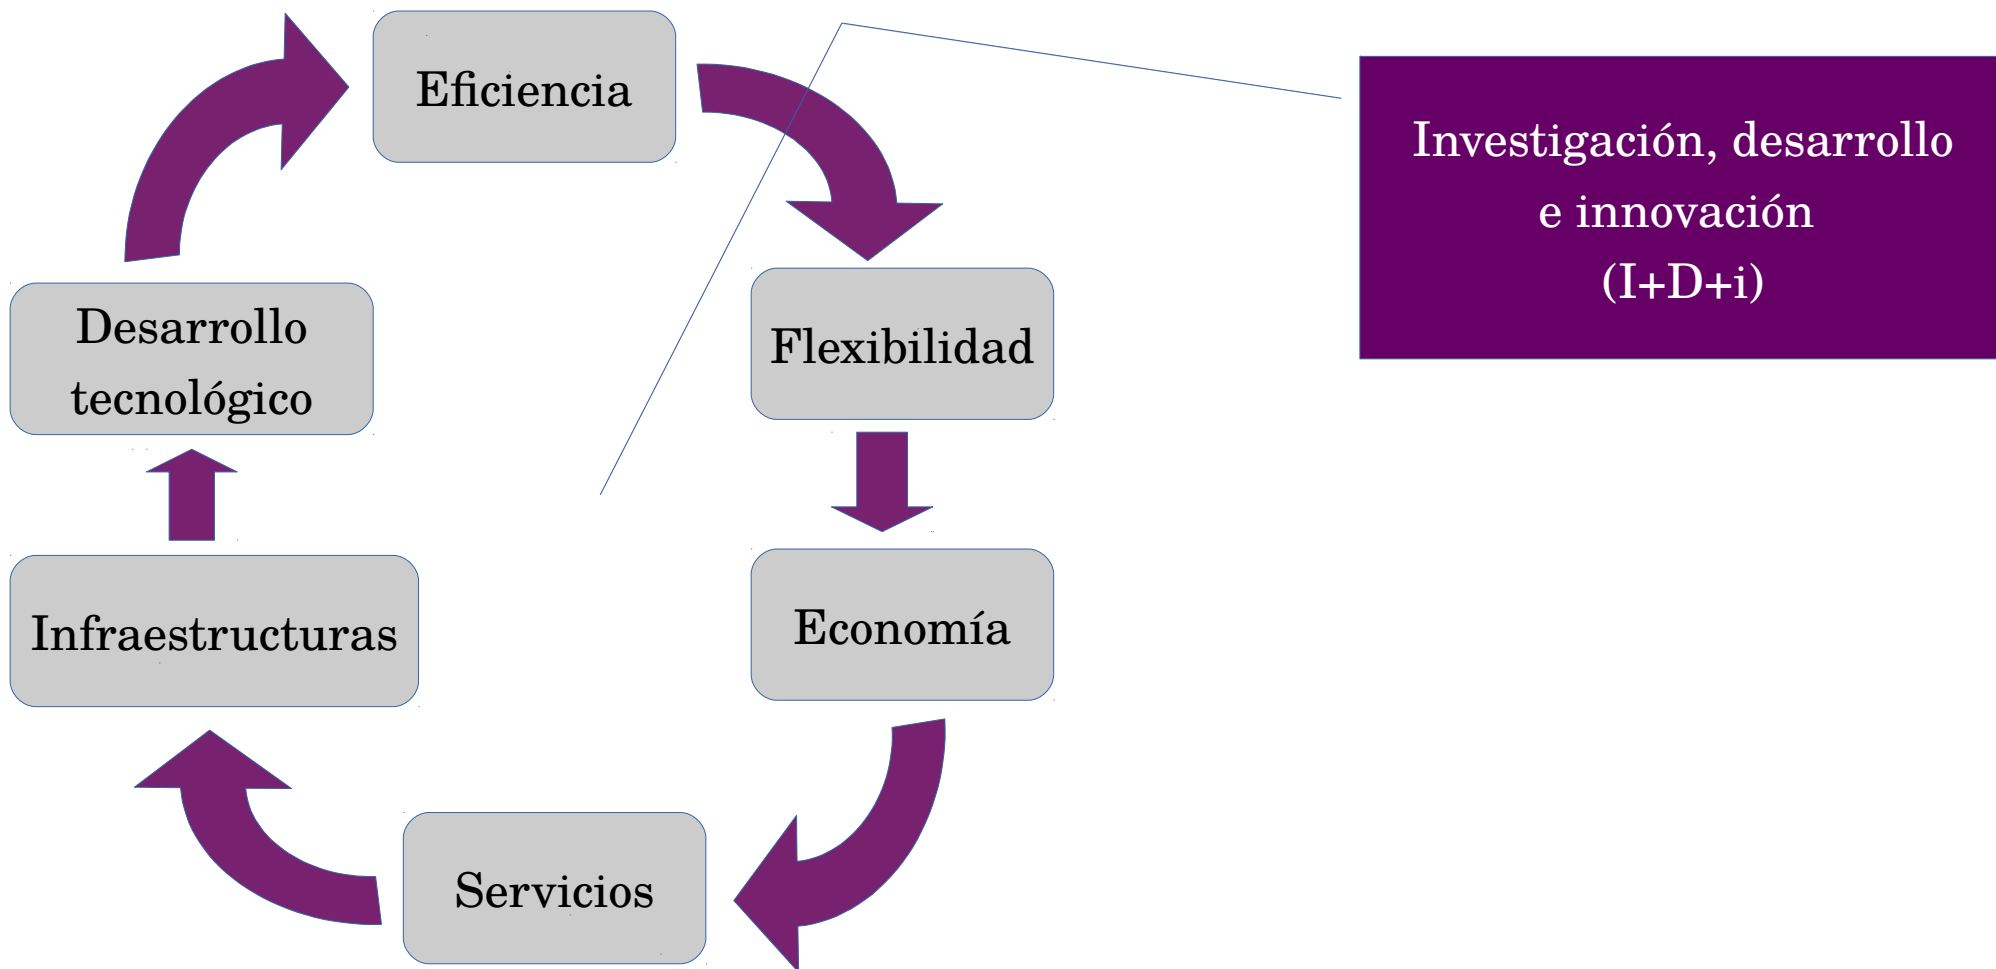 Eficiencia
Investigación, desarrollo
e innovación
(I+D+i)
Desarrollo
tecnológico
Flexibilidad
Infraestructuras
Economía
Servicios